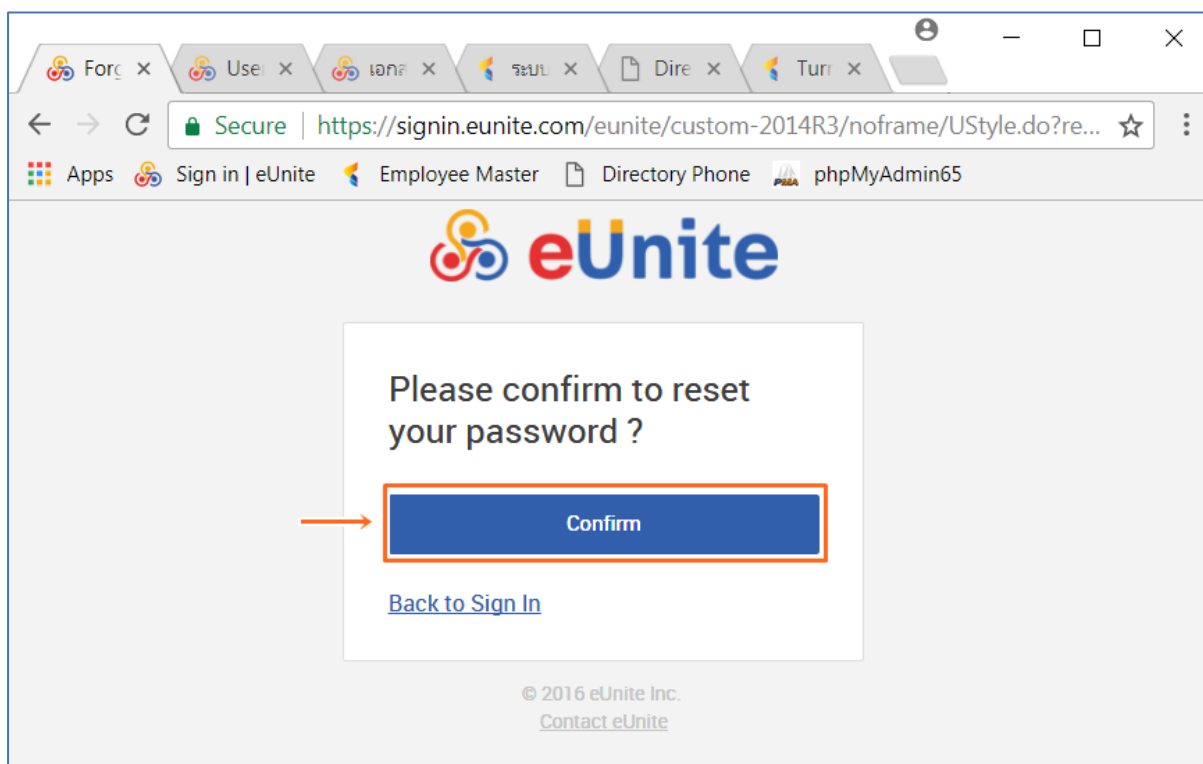 Forg
User
เอกส
ระบบ
Dire
Turr
Secure
https://signin.eunite.com/eunite/custom-2014R3/noframe/UStyle.do?re...
Apps
Sign in | eUnite
Employee Master
Directory Phone
PMA
phpMyAdmin65
eUnite
Please confirm to reset
your password ?
Confirm
Back to Sign In
© 2016 eUnite Inc.
Contact eUnite